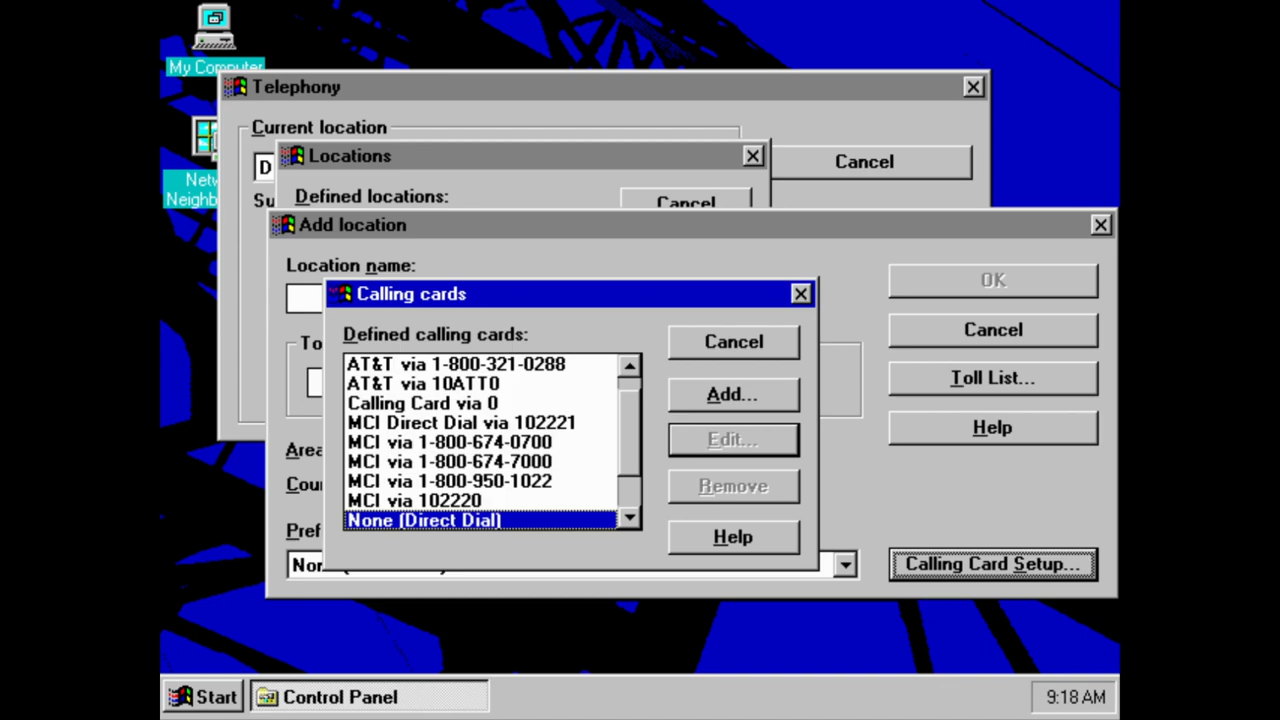 My Computer
Telephony
Current location
D
Locations
Cancel
Defined locations:
Cancel
Add location
Location name:
OK
Calling cards
Cancel
Defined calling cards:
Cancel
Toll List...
AT&T via 1-800-321-0288
AT&T via 10ATT0
Add...
Calling Card via 0
MCI Direct Dial via 102221
Help
MCI via 1-800-674-0700
Edit...
MCI via 1-800-674-7000
MCI via 1-800-950-1022
Remove
MCI via 102220
None (Direct Dial)
Help
Calling Card Setup...
Start
Control Panel
9:18 AM